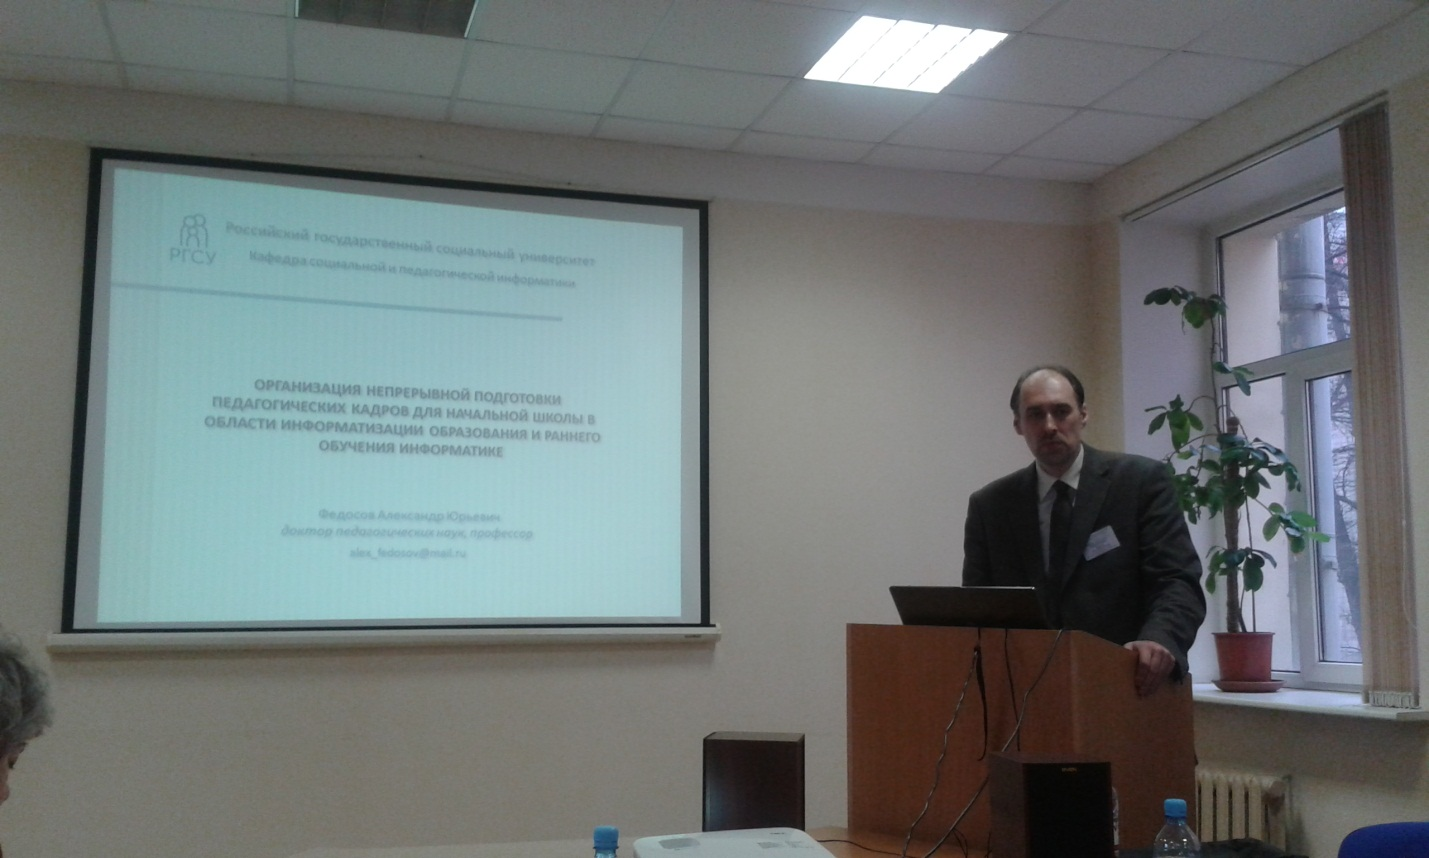 РГСУ
Российский государственный социальный университет
Кафедра социальной и педагогической информатики
ОРГАНИЗАЦИЯ НЕПРЕРЫВНОЙ ПОДГОТОВКИ
ПЕДАГОГИЧЕСКИХ КАДРОВ ДЛЯ НАЧАЛЬНОЙ ШКОЛЫ В
ОБЛАСТИ ИНФОРМАТИЗАЦИИ ОБРАЗОВАНИЯ И РАННЕГО
ОБУЧЕНИЯ ИНФОРМАТИКЕ
Федосов Александр Юрьевич
доктор педагогических наук, профессор
alex_fedosov@mail.ru